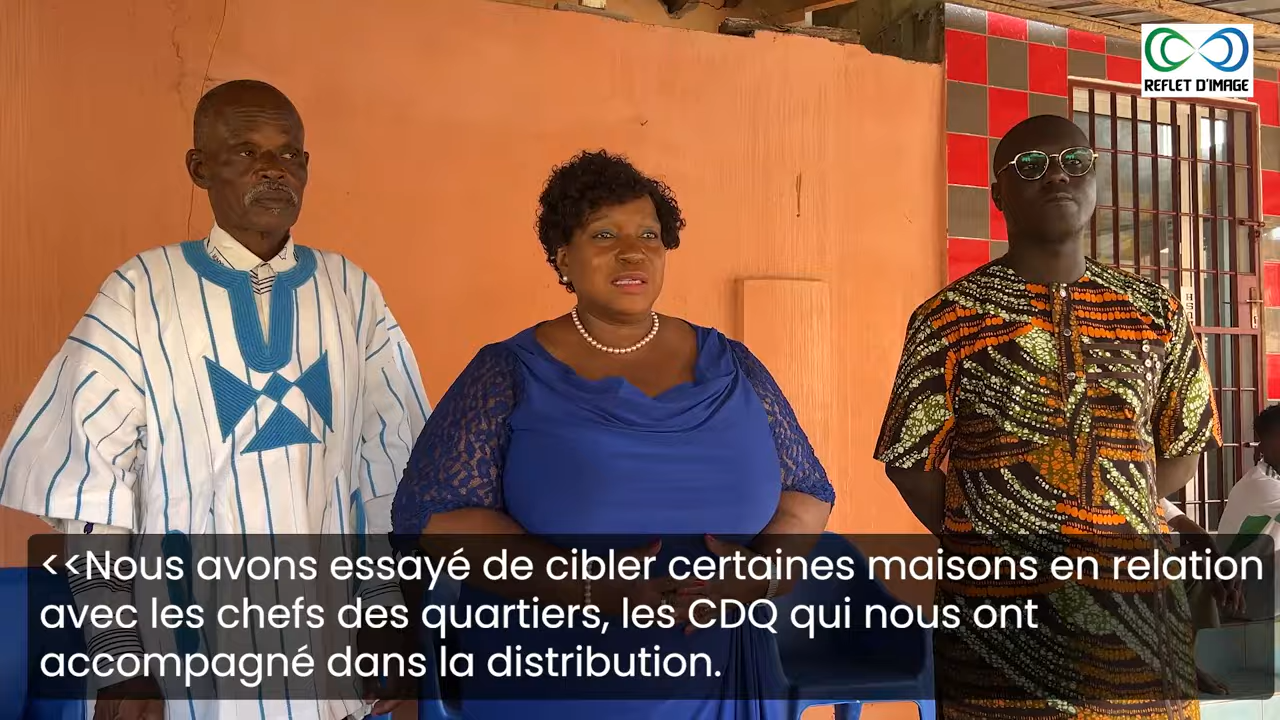 REFLET D'IMAGE
<<Nous avons essayé de cibler certaines maisons en relation
avec les chefs des quartiers, les CDQ qui nous ont
accompagné dans la distribution.